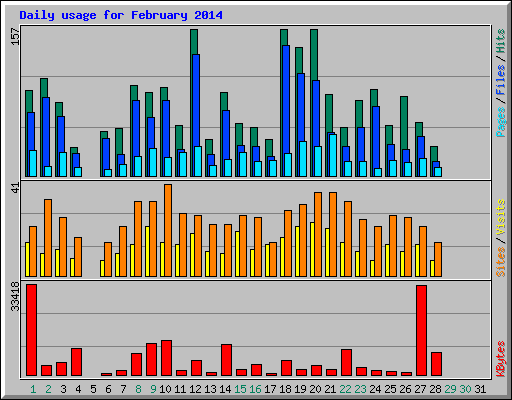 Daily usage for February 2014
157
Pages / Files / Hits
41
Sites / Visits
33418
KBytes
1 2 3 4 5 6 7 8 9 10 11 12 13 14 15 16 17 18 19 20 21 22 23 24 25 26 27 28 29 30 31